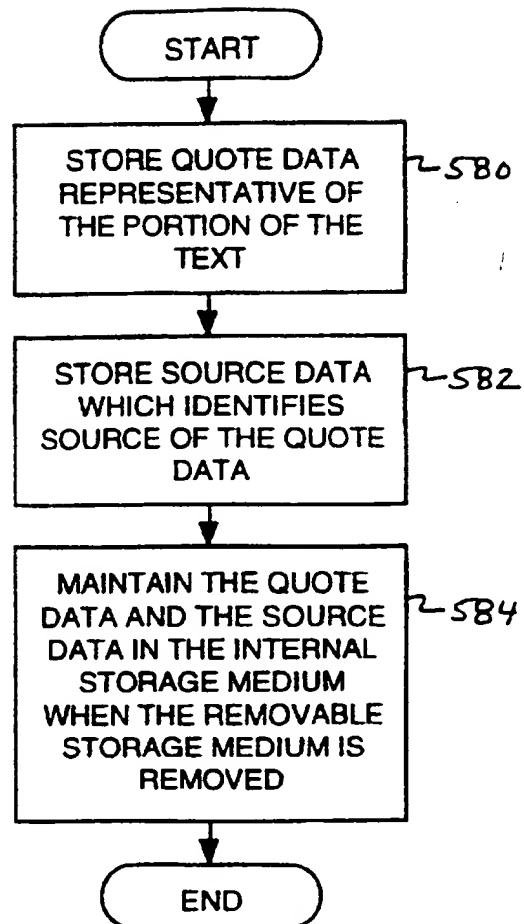 START
STORE QUOTE DATA
REPRESENTATIVE OF
THE PORTION OF THE
TEXT
580
STORE SOURCE DATA
WHICH IDENTIFIES
SOURCE OF THE QUOTE
DATA
582
MAINTAIN THE QUOTE
DATA AND THE SOURCE
DATA IN THE INTERNAL
STORAGE MEDIUM
WHEN THE REMOVABLE
STORAGE MEDIUM IS
REMOVED
584
END